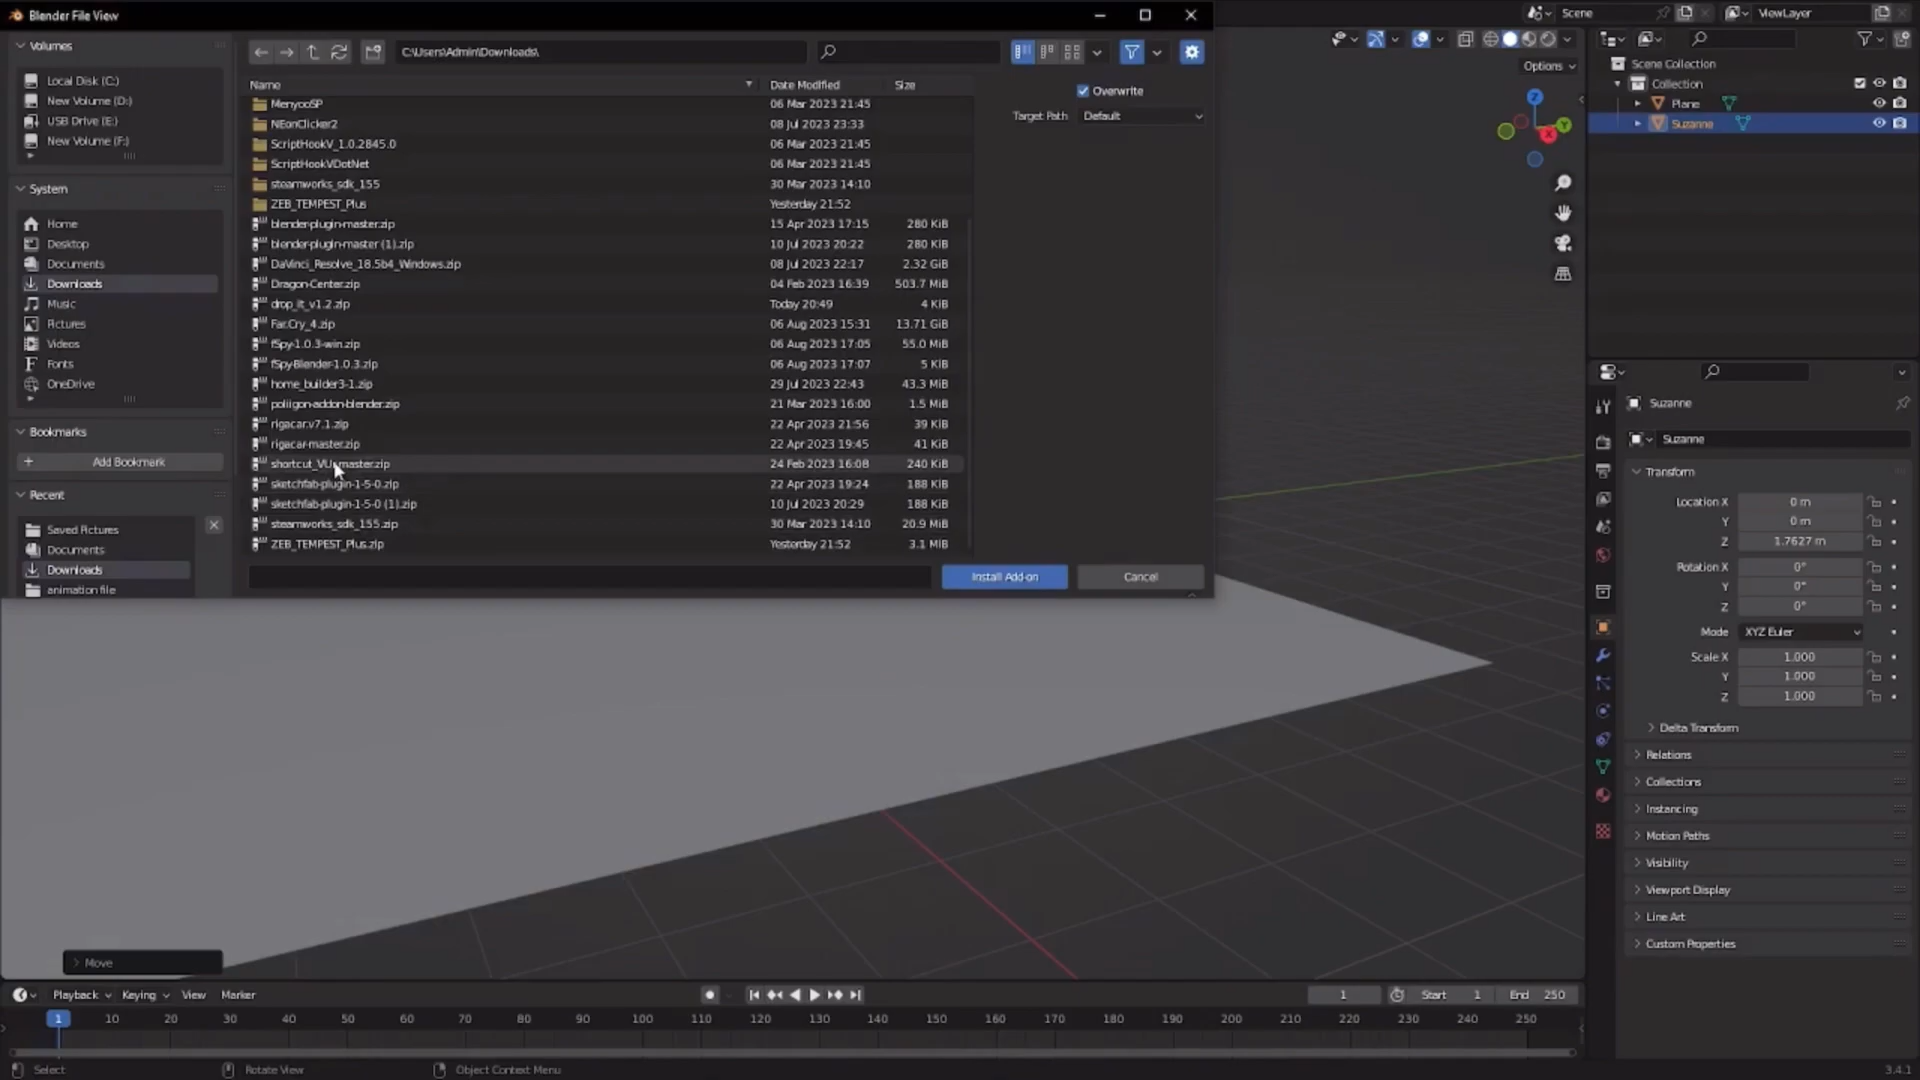 Blender File View
Volumes
Local Disk (C:)
New Volume (D:)
USB Drive (E:)
New Volume (F:)
System
Home
Desktop
Documents
Downloads
Music
Pictures
Videos
Fonts
OneDrive
Bookmarks
Add Bookmark
Recent
Saved Pictures
Documents
Downloads
animation file
C:\Users\Admin\Downloads\
Name Date Modified Size
MenyooSP 06 Mar 2023 21:45
NEonClicker2 08 Jul 2023 23:33
ScriptHookV_1.0.2845.0 06 Mar 2023 21:45
ScriptHookVDotNet 06 Mar 2023 21:45
steamworks_sdk_155 30 Mar 2023 14:10
ZEB_TEMPEST_Plus Yesterday 21:52
blender-plugin-master.zip 15 Apr 2023 17:15 280 KiB
blender-plugin-master (1).zip 10 Jul 2023 20:22 280 KiB
DaVinci_Resolve_18.5b4_Windows.zip 08 Jul 2023 22:17 2.32 GiB
Dragon-Center.zip 04 Feb 2023 16:39 503.7 MiB
drop_it_v1.2.zip Today 20:49 4 KiB
Far.Cry_4.zip 06 Aug 2023 15:31 13.71 GiB
fSpy-1.0.3-win.zip 06 Aug 2023 17:05 55.0 MiB
fSpy-Blender-1.0.3.zip 06 Aug 2023 17:07 5 KiB
home_builder3-1.zip 29 Jul 2023 22:43 43.3 MiB
poliigon-addon-blender.zip 21 Mar 2023 16:00 1.5 MiB
rigacar.v7.1.zip 22 Apr 2023 21:56 39 KiB
rigacar-master.zip 22 Apr 2023 19:45 41 KiB
shortcut_VUr-master.zip 24 Feb 2023 16:08 240 KiB
sketchfab-plugin-1-5-0.zip 22 Apr 2023 19:24 188 KiB
sketchfab-plugin-1-5-0 (1).zip 10 Jul 2023 20:29 188 KiB
steamworks_sdk_155.zip 30 Mar 2023 14:10 20.9 MiB
ZEB_TEMPEST_Plus.zip Yesterday 21:52 3.1 MiB
Overwrite
Target Path Default
Install Add-on Cancel
Scene ViewLayer
Options
Z
Y
X
Scene Collection
Collection
Plane
Suzanne
Suzanne
Suzanne
Transform
Location X 0 m
Y 0 m
Z 1.7627 m
Rotation X 0°
Y 0°
Z 0°
Mode XYZ Euler
Scale X 1.000
Y 1.000
Z 1.000
Delta Transform
Relations
Collections
Instancing
Motion Paths
Visibility
Viewport Display
Line Art
Custom Properties
Move
Playback Keying View Marker 1 Start 1 End 250
1 10 20 30 40 50 60 70 80 90 100 110 120 130 140 150 160 170 180 190 200 210 220 230 240 250
Select Rotate View Object Context Menu 3.4.1